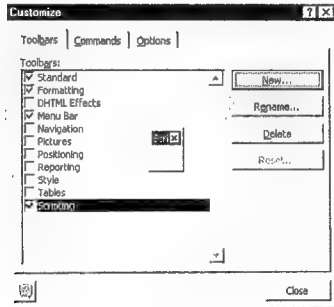 Customize
Toolbars Commands Options
Toolbars:
Standard
Formatting
DHTML Effects
Menu Bar
Navigation
Pictures
Positioning
Reporting
Style
Tables
Scripting
New...
Rename...
Delete
Reset...
Close